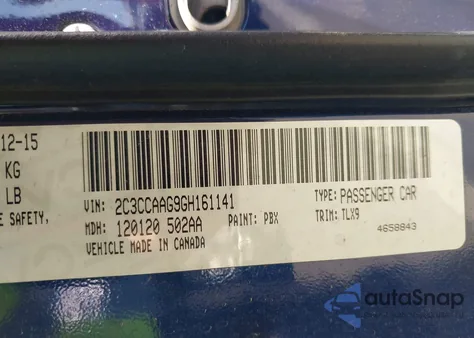 12-15
KG
LB
E SAFETY,
VIN: 2C3CCAAG9GH161141
TYPE: PASSENGER CAR
MDH: 120120 502AA
PAINT: PBX
TRIM: TLX9
VEHICLE MADE IN CANADA
4658843
autoSnap